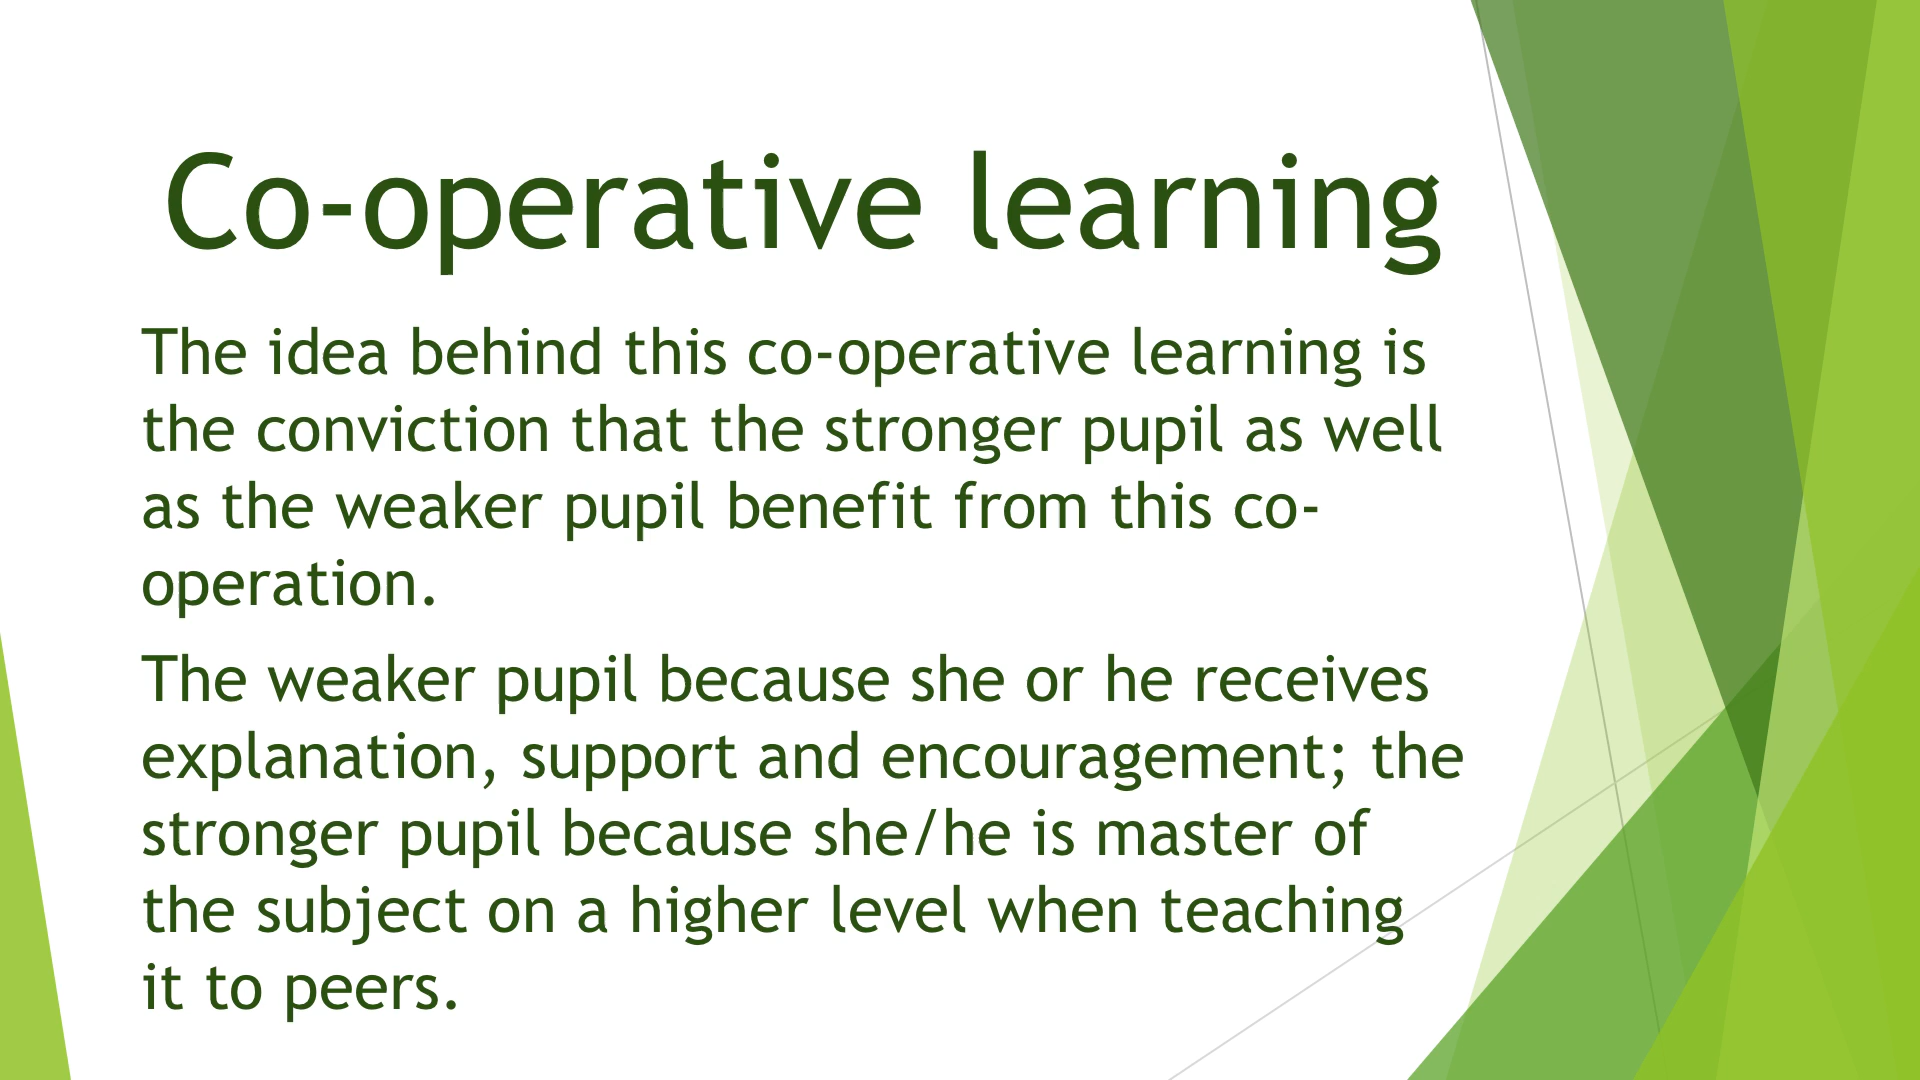 Co-operative learning
The idea behind this co-operative learning is
the conviction that the stronger pupil as well
as the weaker pupil benefit from this co-
operation.
The weaker pupil because she or he receives
explanation, support and encouragement; the
stronger pupil because she/he is master of
the subject on a higher level when teaching
it to peers.